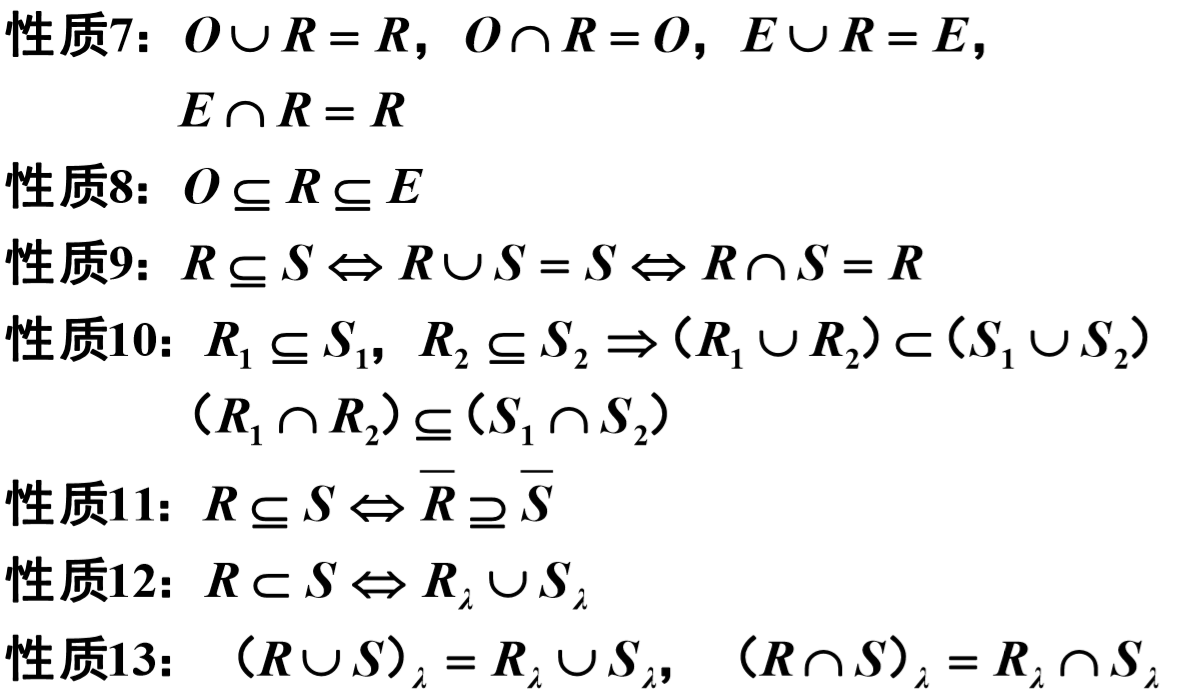 性质7：O∪R=R，O∩R=O，E∪R=E，
E∩R=R
性质8：O⊆R⊆E
性质9：R⊆S⇔R∪S=S⇔R∩S=R
性质10：R₁⊆S₁，R₂⊆S₂⇒(R₁∪R₂)⊂(S₁∪S₂)
(R₁∩R₂)⊆(S₁∩S₂)
性质11：R⊆S⇔R̅⊇S̅
性质12：R⊂S⇔R_λ∪S_λ
性质13：(R∪S)_λ=R_λ∪S_λ，(R∩S)_λ=R_λ∩S_λ